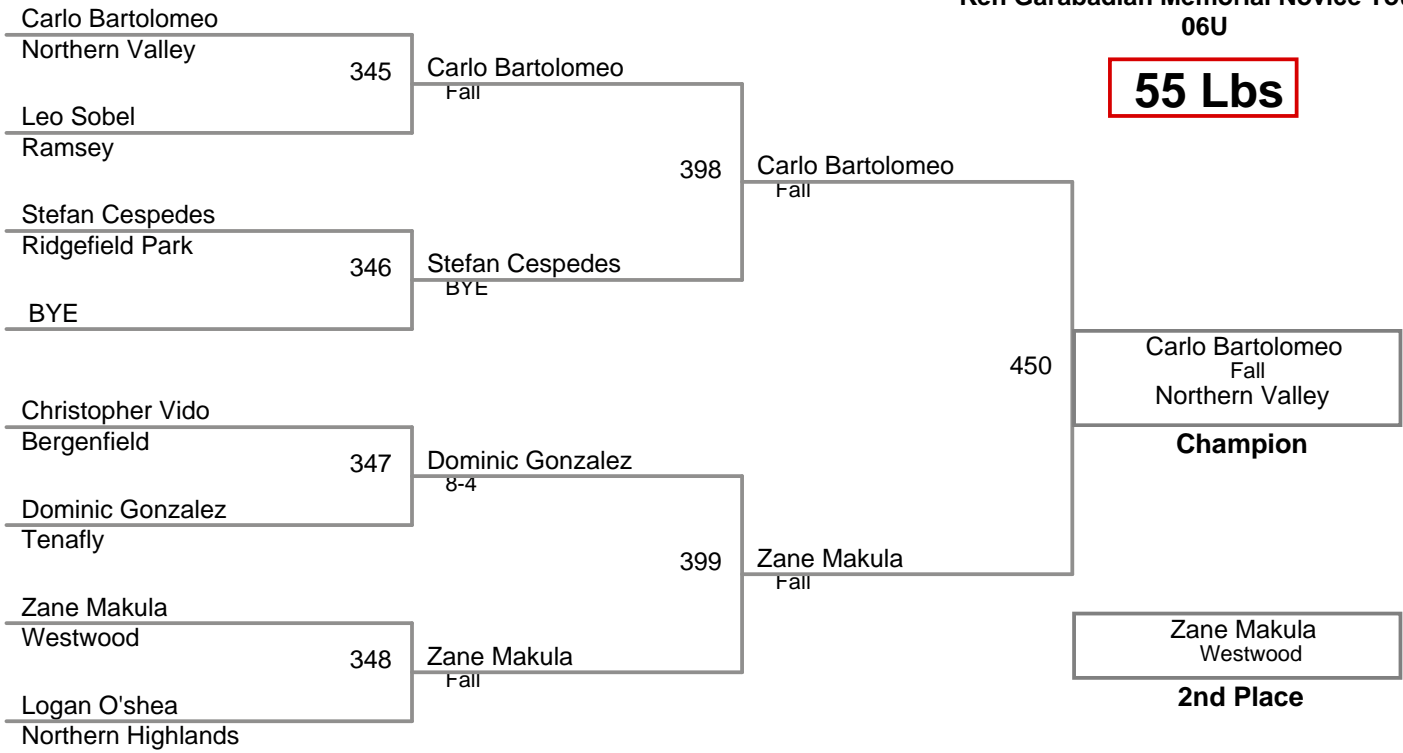 Ken Garabadian Memorial Novice
06U
55 Lbs
Carlo Bartolomeo
Northern Valley
345
Leo Sobel
Ramsey
Stefan Cespedes
Ridgefield Park
346
BYE
Christopher Vido
Bergenfield
347
Dominic Gonzalez
Tenafly
Zane Makula
Westwood
348
Logan O'shea
Northern Highlands
Carlo Bartolomeo
Fall
398
Stefan Cespedes
BYE
Dominic Gonzalez
8-4
399
Zane Makula
Fall
Carlo Bartolomeo
Fall
450
Zane Makula
Fall
Carlo Bartolomeo
Fall
Northern Valley
Champion
Zane Makula
Westwood
2nd Place